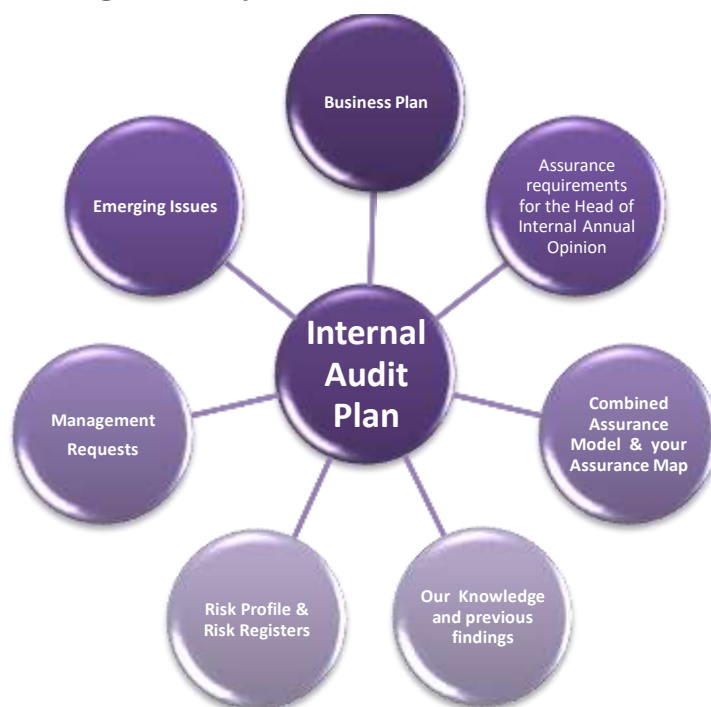 Business Plan
Assurance
requirements
for the Head of
Internal Annual
Opinion
Emerging Issues
Internal
Audit
Plan
Combined
Assurance
Model & your
Assurance Map
Management
Requests
Our Knowledge
and previous
findings
Risk Profile &
Risk Registers